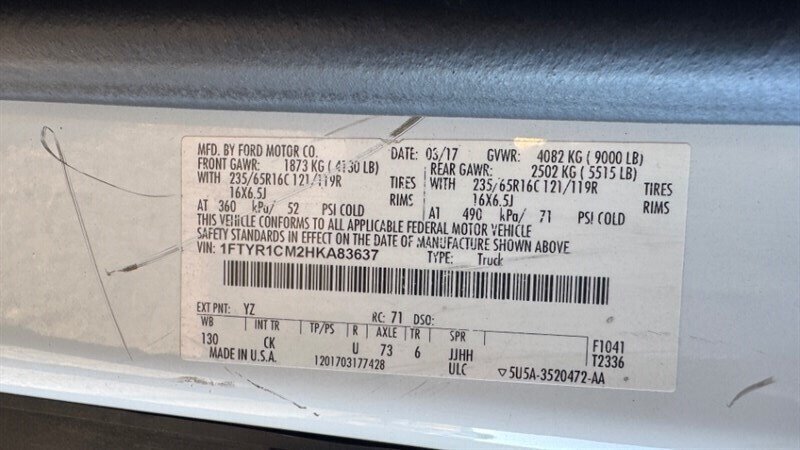 MFD. BY FORD MOTOR CO. DATE: 03/17 GVWR: 4082 KG ( 9000 LB)
FRONT GAWR: 1873 KG ( 4130 LB) REAR GAWR: 2502 KG ( 5515 LB)
WITH 235/65R16C 121/119R TIRES WITH 235/65R16C 121/119R TIRES
16X6.5J RIMS 16X6.5J RIMS
AT 360 kPa/ 52 PSI COLD AT 490 kPa/ 71 PSI COLD
THIS VEHICLE CONFORMS TO ALL APPLICABLE FEDERAL MOTOR VEHICLE
SAFETY STANDARDS IN EFFECT ON THE DATE OF MANUFACTURE SHOWN ABOVE
VIN: 1FTYR1CM2HKA83637 TYPE: Truck
EXT PNT: YZ RC: 71 DSO:
WB INT TR TP/PS R AXLE TR SPR F1041
130 CK U 73 6 JJHH T2336
MADE IN U.S.A. 1201703177428 ULC ▽5U5A-3520472-AA